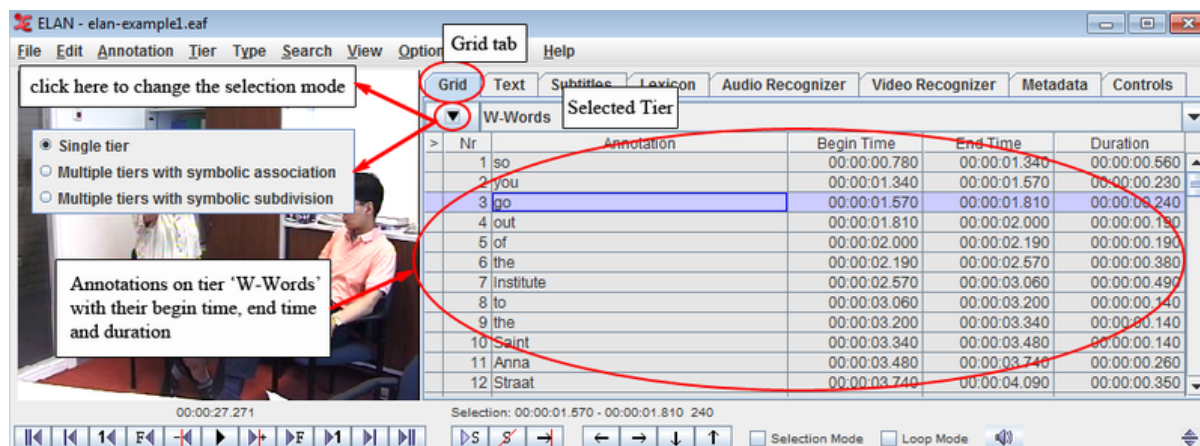 ELAN - elan-example1.eaf
File Edit Annotation Tier Type Search View Option Help
Grid tab
click here to change the selection mode
Grid Text Subtitles Lexicon Audio Recognizer Video Recognizer Metadata Controls
W-Words
Selected Tier
Single tier
Multiple tiers with symbolic association
Multiple tiers with symbolic subdivision
> Nr Annotation Begin Time End Time Duration
1 so 00:00:00.780 00:00:01.340 00:00:00.560
2 you 00:00:01.340 00:00:01.570 00:00:00.230
3 go 00:00:01.570 00:00:01.810 00:00:00.240
4 out 00:00:01.810 00:00:02.000 00:00:00.190
5 of 00:00:02.000 00:00:02.190 00:00:00.190
6 the 00:00:02.190 00:00:02.570 00:00:00.380
7 Institute 00:00:02.570 00:00:03.060 00:00:00.490
8 to 00:00:03.060 00:00:03.200 00:00:00.140
9 the 00:00:03.200 00:00:03.340 00:00:00.140
10 Saint 00:00:03.340 00:00:03.480 00:00:00.140
11 Anna 00:00:03.480 00:00:03.740 00:00:00.260
12 Straat 00:00:03.740 00:00:04.090 00:00:00.350
Annotations on tier ‘W-Words’
with their begin time, end time
and duration
00:00:27.271
Selection: 00:00:01.570 - 00:00:01.810 240
1 F F 1 S S Selection Mode Loop Mode